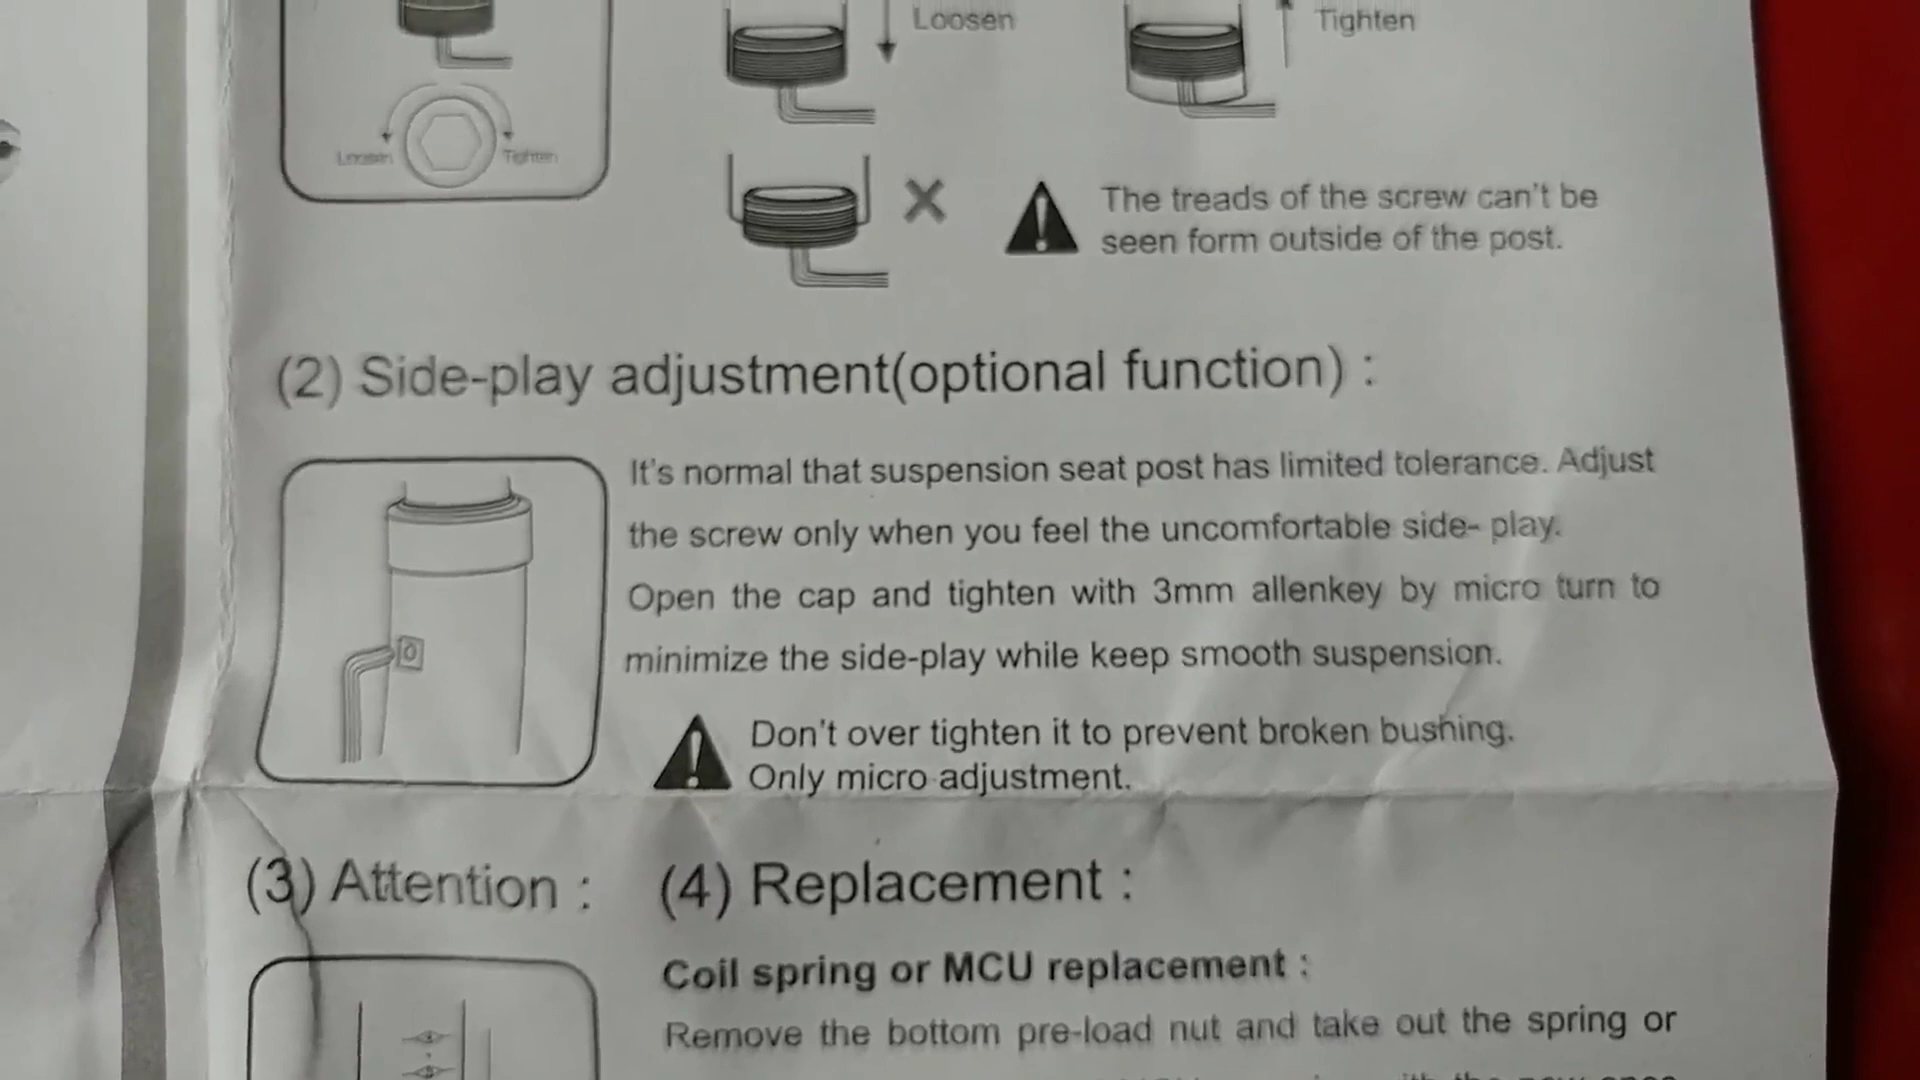 Loosen
Tighten
Loosen
Tighten
The treads of the screw can't be
seen form outside of the post.
(2) Side-play adjustment(optional function) :
It's normal that suspension seat post has limited tolerance. Adjust
the screw only when you feel the uncomfortable side- play.
Open the cap and tighten with 3mm allenkey by micro turn to
minimize the side-play while keep smooth suspension.
Don't over tighten it to prevent broken bushing.
Only micro adjustment.
(3) Attention :
(4) Replacement :
Coil spring or MCU replacement :
Remove the bottom pre-load nut and take out the spring or